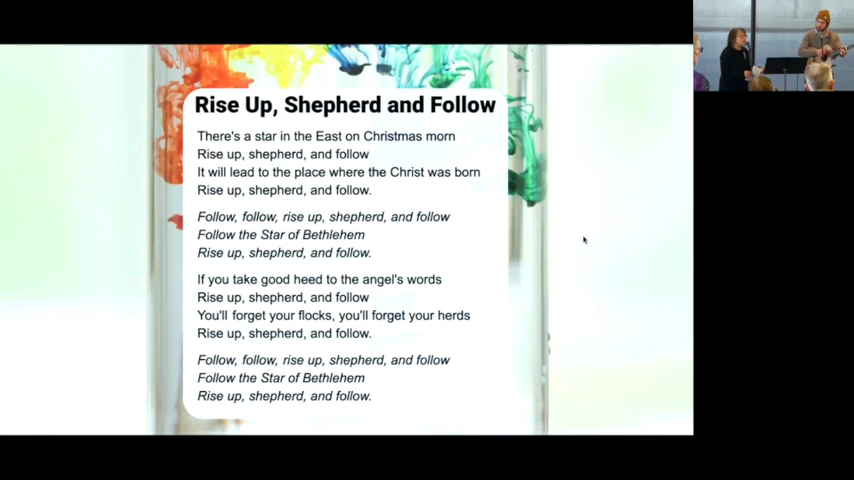 Rise Up, Shepherd and Follow
There's a star in the East on Christmas morn
Rise up, shepherd, and follow
It will lead to the place where the Christ was born
Rise up, shepherd, and follow.
Follow, follow, rise up, shepherd, and follow
Follow the Star of Bethlehem
Rise up, shepherd, and follow.
If you take good heed to the angel's words
Rise up, shepherd, and follow
You'll forget your flocks, you'll forget your herds
Rise up, shepherd, and follow.
Follow, follow, rise up, shepherd, and follow
Follow the Star of Bethlehem
Rise up, shepherd, and follow.